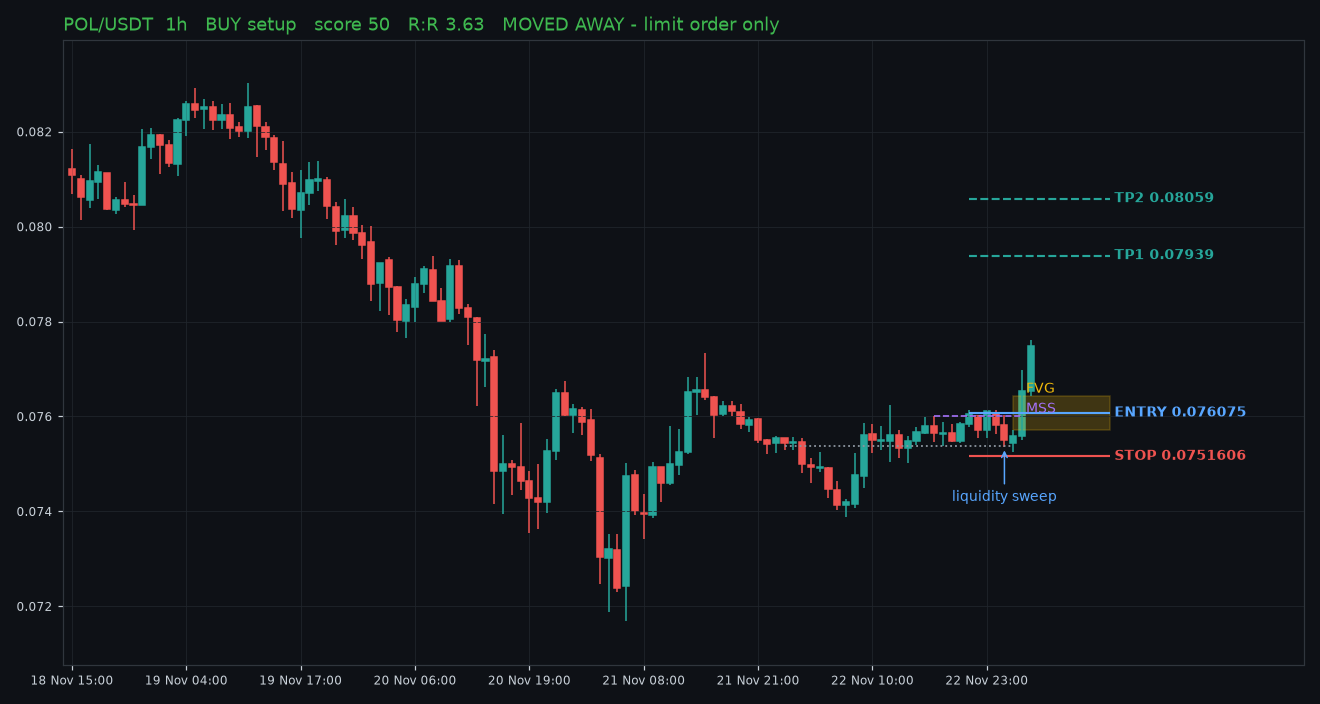 POL/USDT 1h BUY setup score 50 R:R 3.63 MOVED AWAY - limit order only
0.082
0.080
0.078
0.076
0.074
0.072
TP2 0.08059
TP1 0.07939
FVG
MSS
ENTRY 0.076075
STOP 0.0751606
liquidity sweep
18 Nov 15:00
19 Nov 04:00
19 Nov 17:00
20 Nov 06:00
20 Nov 19:00
21 Nov 08:00
21 Nov 21:00
22 Nov 10:00
22 Nov 23:00